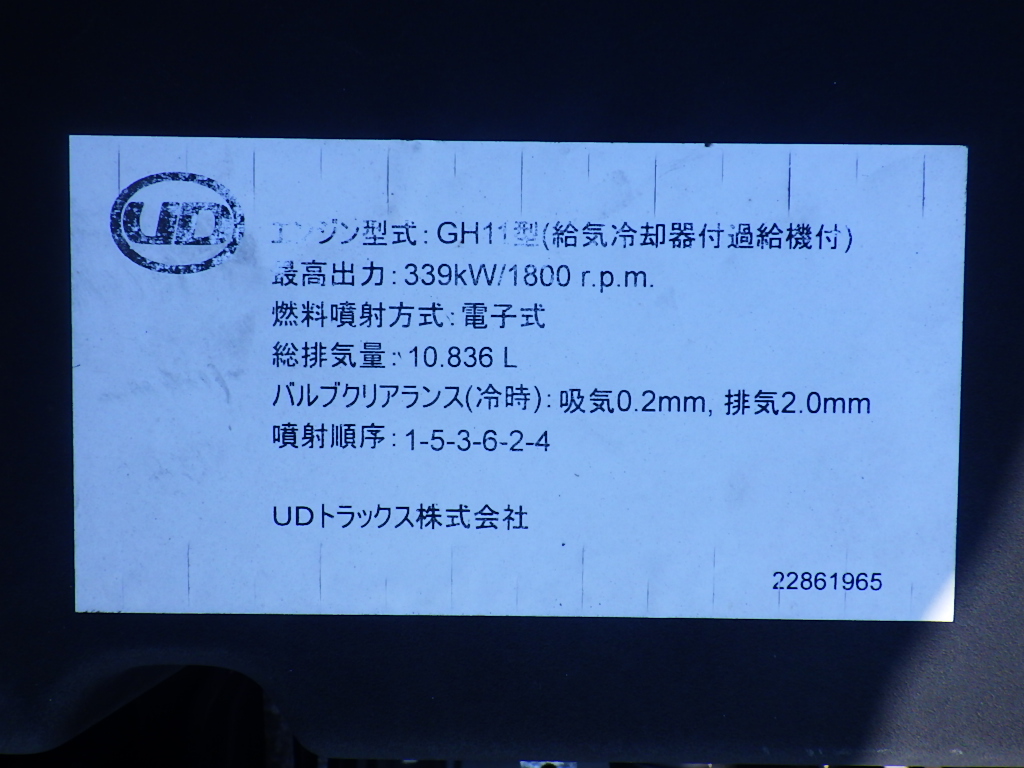 UD
エンジン型式: GH11型(給気冷却器付過給機付)
最高出力: 339kW/1800 r.p.m.
燃料噴射方式: 電子式
総排気量: 10.836 L
バルブクリアランス(冷時): 吸気0.2mm, 排気2.0mm
噴射順序: 1-5-3-6-2-4
UDトラックス株式会社
22861965